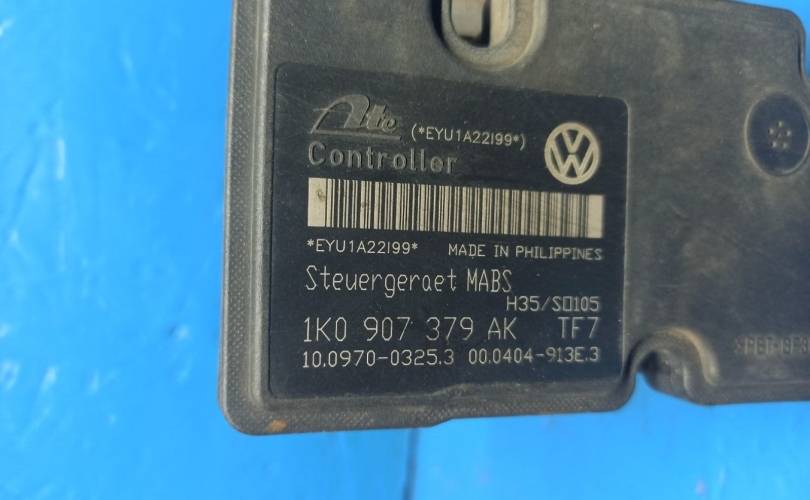 Ate (*EYU1A22I99*)
Controller
*EYU1A22I99* MADE IN PHILIPPINES
Steuergeraet MABS
H35/S0105
1K0 907 379 AK TF7
10.0970-0325.3 00.0404-913E.3